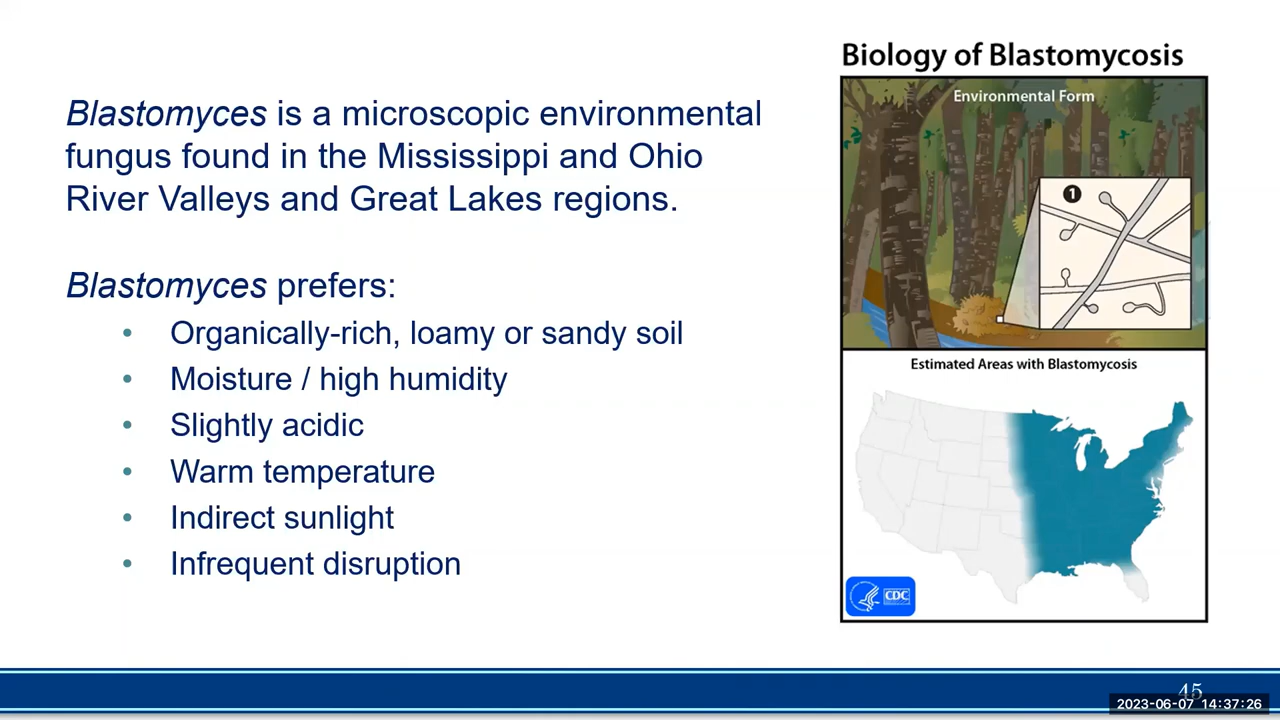 Biology of Blastomycosis
Blastomyces is a microscopic environmental
fungus found in the Mississippi and Ohio
River Valleys and Great Lakes regions.
Blastomyces prefers:
• Organically-rich, loamy or sandy soil
• Moisture / high humidity
• Slightly acidic
• Warm temperature
• Indirect sunlight
• Infrequent disruption
Environmental Form
1
Estimated Areas with Blastomycosis
CDC
45
2023-06-07 14:37:26